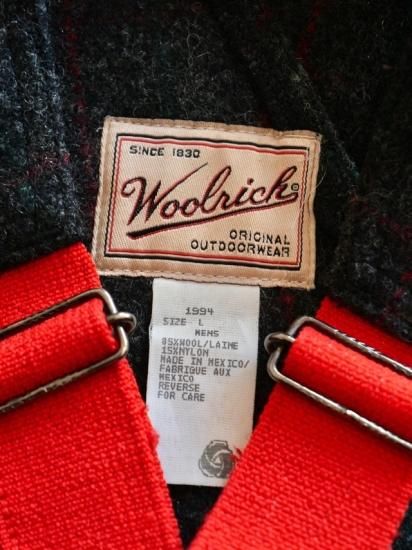 SINCE 1830
Woolrich®
ORIGINAL
OUTDOORWEAR
1994
SIZE L
MENS
85%WOOL/LAINE
15%NYLON
MADE IN MEXICO/
FABRIQUE AUX
MEXICO
REVERSE
FOR CARE